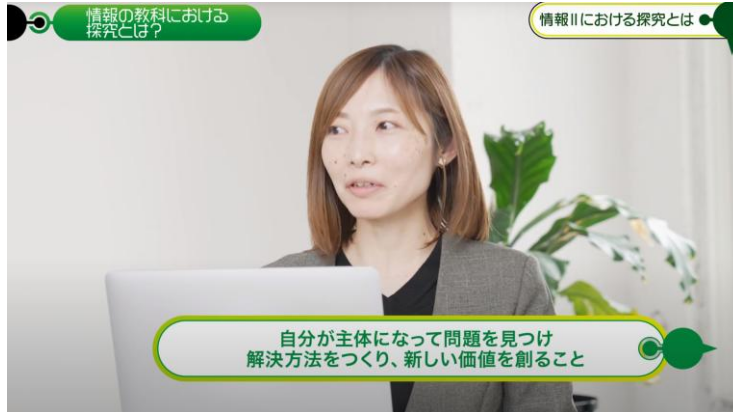 情報の教科における
探究とは?
情報Ⅱにおける探究とは
自分が主体になって問題を見つけ
解決方法をつくり、新しい価値を創ること